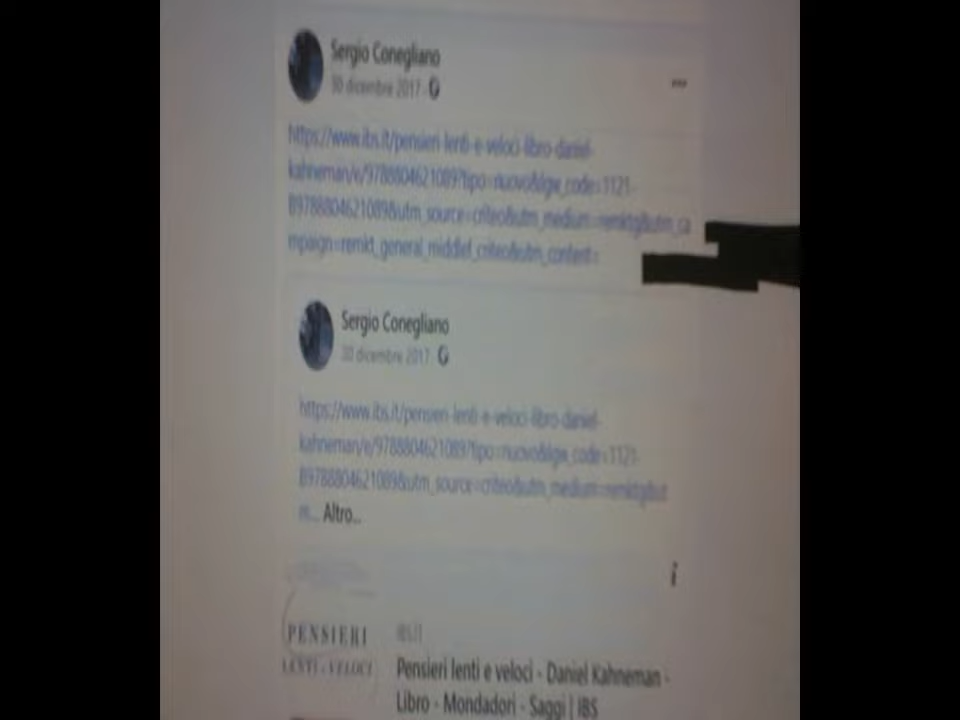 Sergio Conegliano
30 dicembre 2017 ·
https://www.ibs.it/pensieri-lenti-e-veloci-libro-daniel-
kahneman/e/9788804621089?tipo=nuovo&lgw_code=1121-
B9788804621089&utm_source=criteo&utm_medium=remktg&utm_ca
mpaign=remkt_general_middlef_criteo&utm_content=
Sergio Conegliano
30 dicembre 2017 ·
https://www.ibs.it/pensieri-lenti-e-veloci-libro-daniel-
kahneman/e/9788804621089?tipo=nuovo&lgw_code=1121-
B9788804621089&utm_source=criteo&utm_medium=remktg&ut
m... Altro...
PENSIERI
LENTI E VELOCI
IBS.IT
Pensieri lenti e veloci - Daniel Kahneman -
Libro - Mondadori - Saggi | IBS